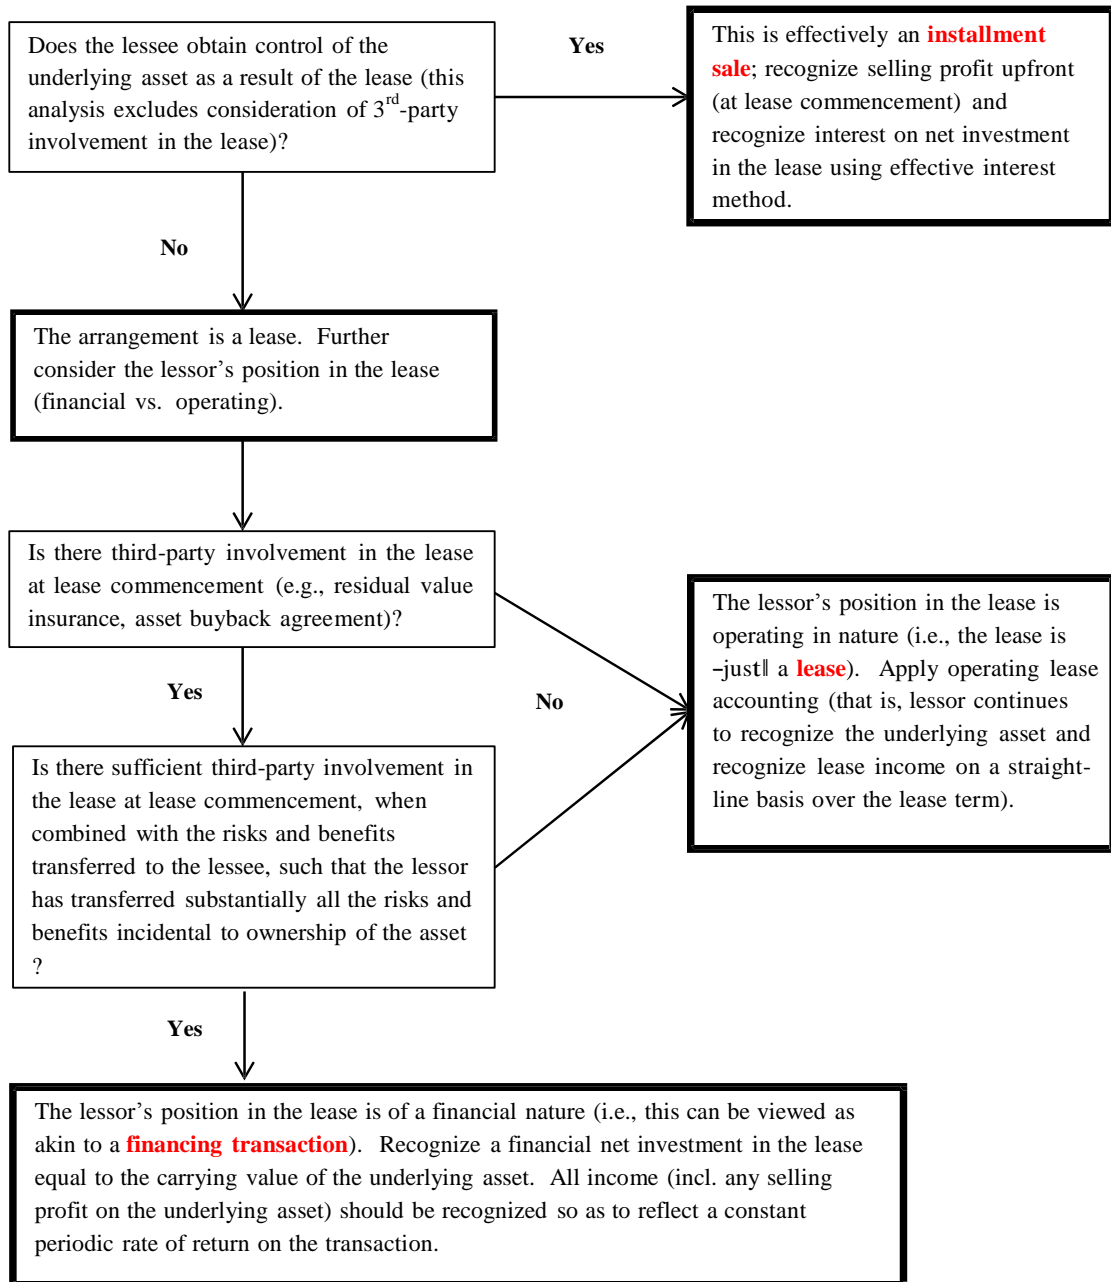 Does the lessee obtain control of the
underlying asset as a result of the lease (this
analysis excludes consideration of 3rd-party
involvement in the lease)?
Yes
This is effectively an installment
sale; recognize selling profit upfront
(at lease commencement) and
recognize interest on net investment
in the lease using effective interest
method.
No
The arrangement is a lease. Further
consider the lessor’s position in the lease
(financial vs. operating).
Is there third-party involvement in the lease
at lease commencement (e.g., residual value
insurance, asset buyback agreement)?
Yes
No
The lessor’s position in the lease is
operating in nature (i.e., the lease is
―just‖ a lease). Apply operating lease
accounting (that is, lessor continues
to recognize the underlying asset and
recognize lease income on a straight-
line basis over the lease term).
Is there sufficient third-party involvement in
the lease at lease commencement, when
combined with the risks and benefits
transferred to the lessee, such that the lessor
has transferred substantially all the risks and
benefits incidental to ownership of the asset
?
Yes
The lessor’s position in the lease is of a financial nature (i.e., this can be viewed as
akin to a financing transaction). Recognize a financial net investment in the lease
equal to the carrying value of the underlying asset. All income (incl. any selling
profit on the underlying asset) should be recognized so as to reflect a constant
periodic rate of return on the transaction.